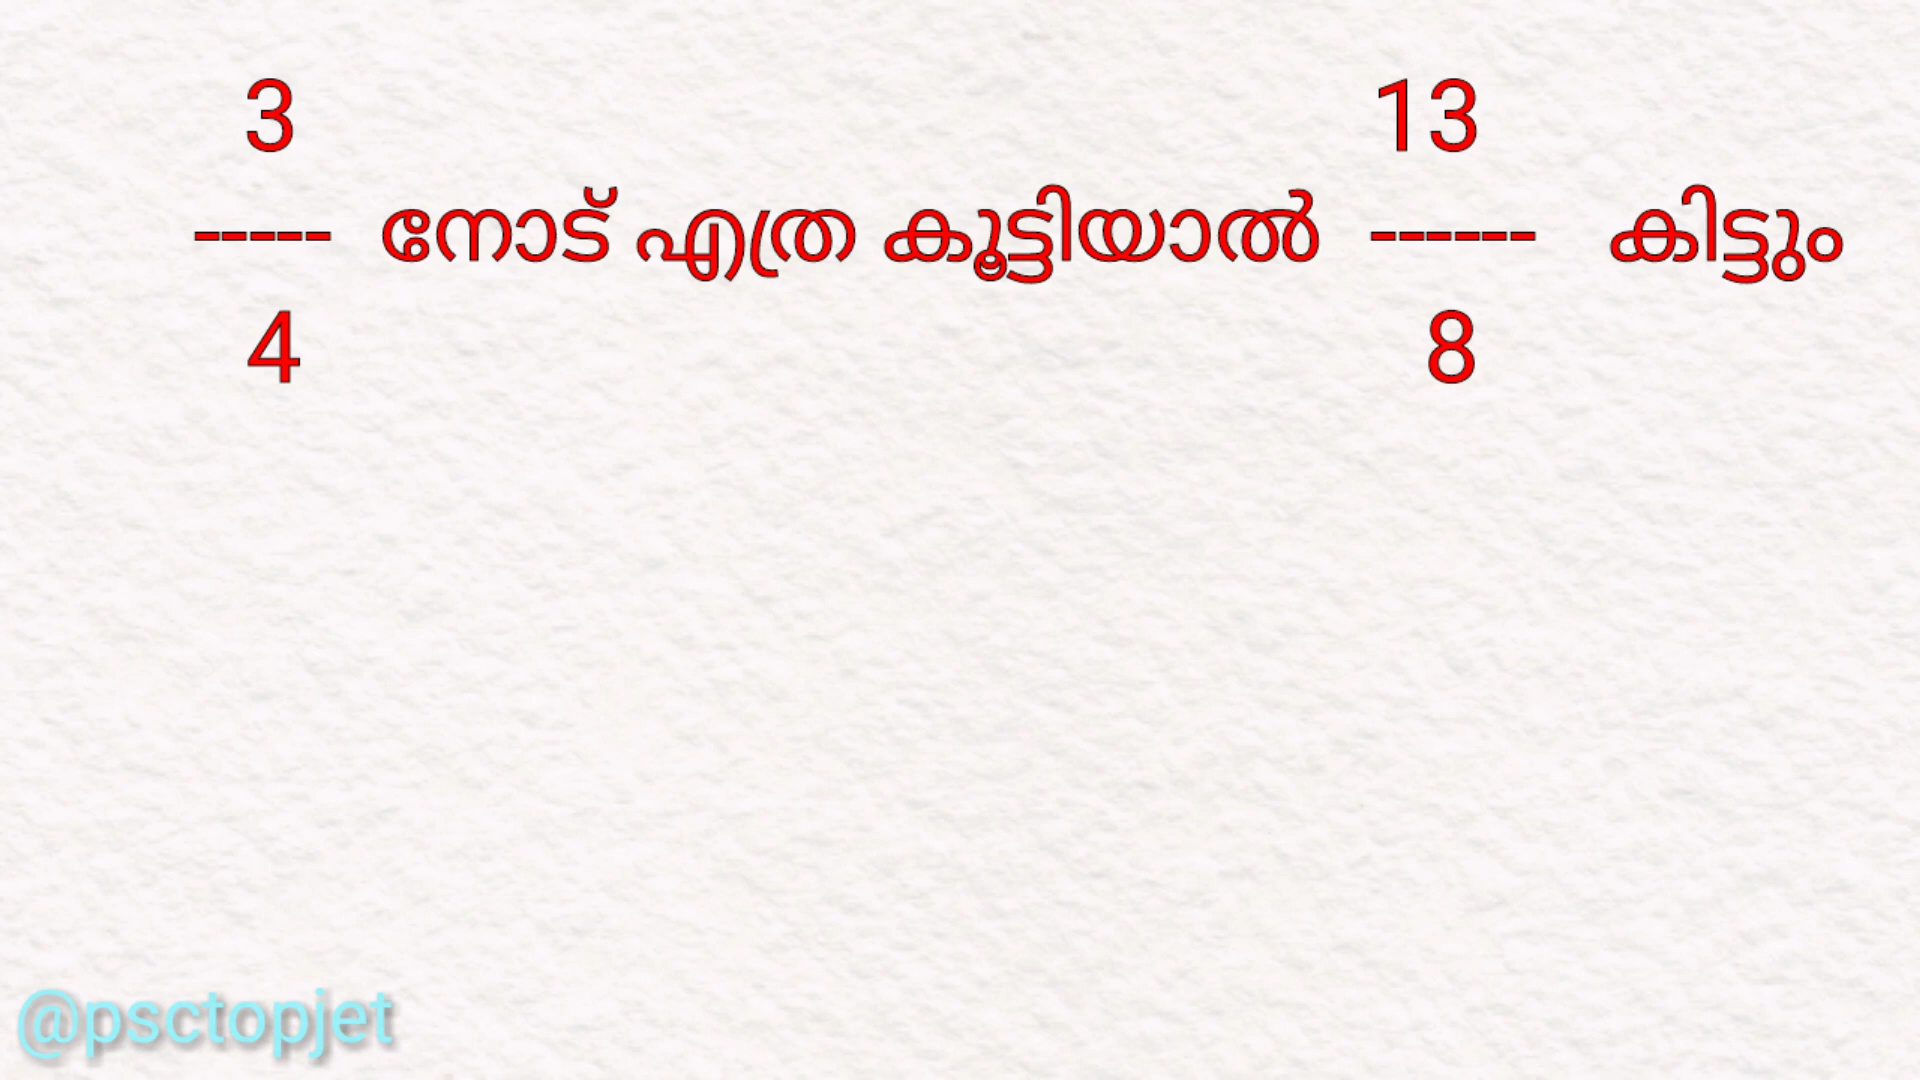 3 13
----- നോട് എത്ര കൂട്ടിയാൽ ------ കിട്ടും
4 8
@psctopjet